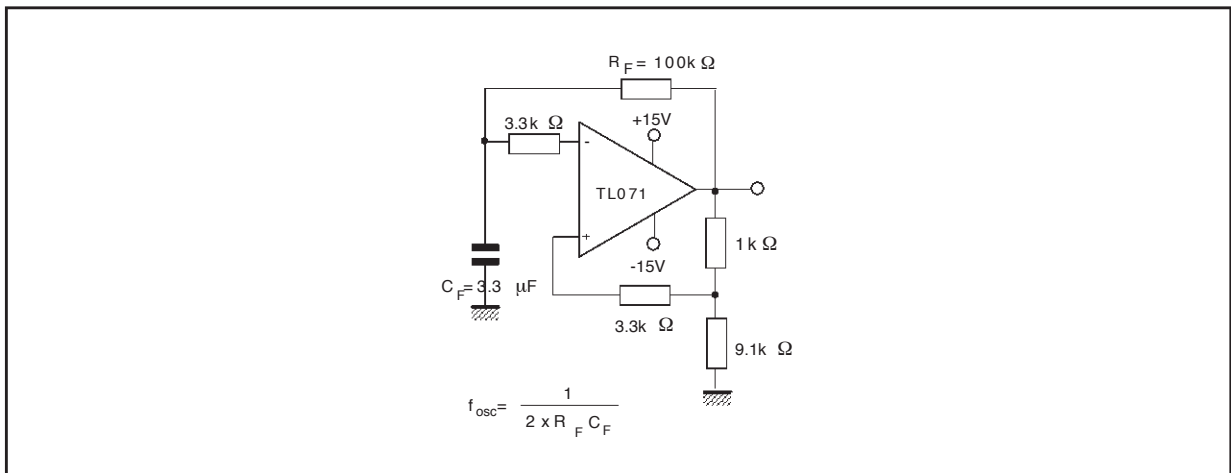 R F = 100k Ω
3.3k Ω
+15V
-
TL071
+
-15V
1k Ω
C F = 3.3 µF
3.3k Ω
9.1k Ω
f osc= 1
2 x R F C F